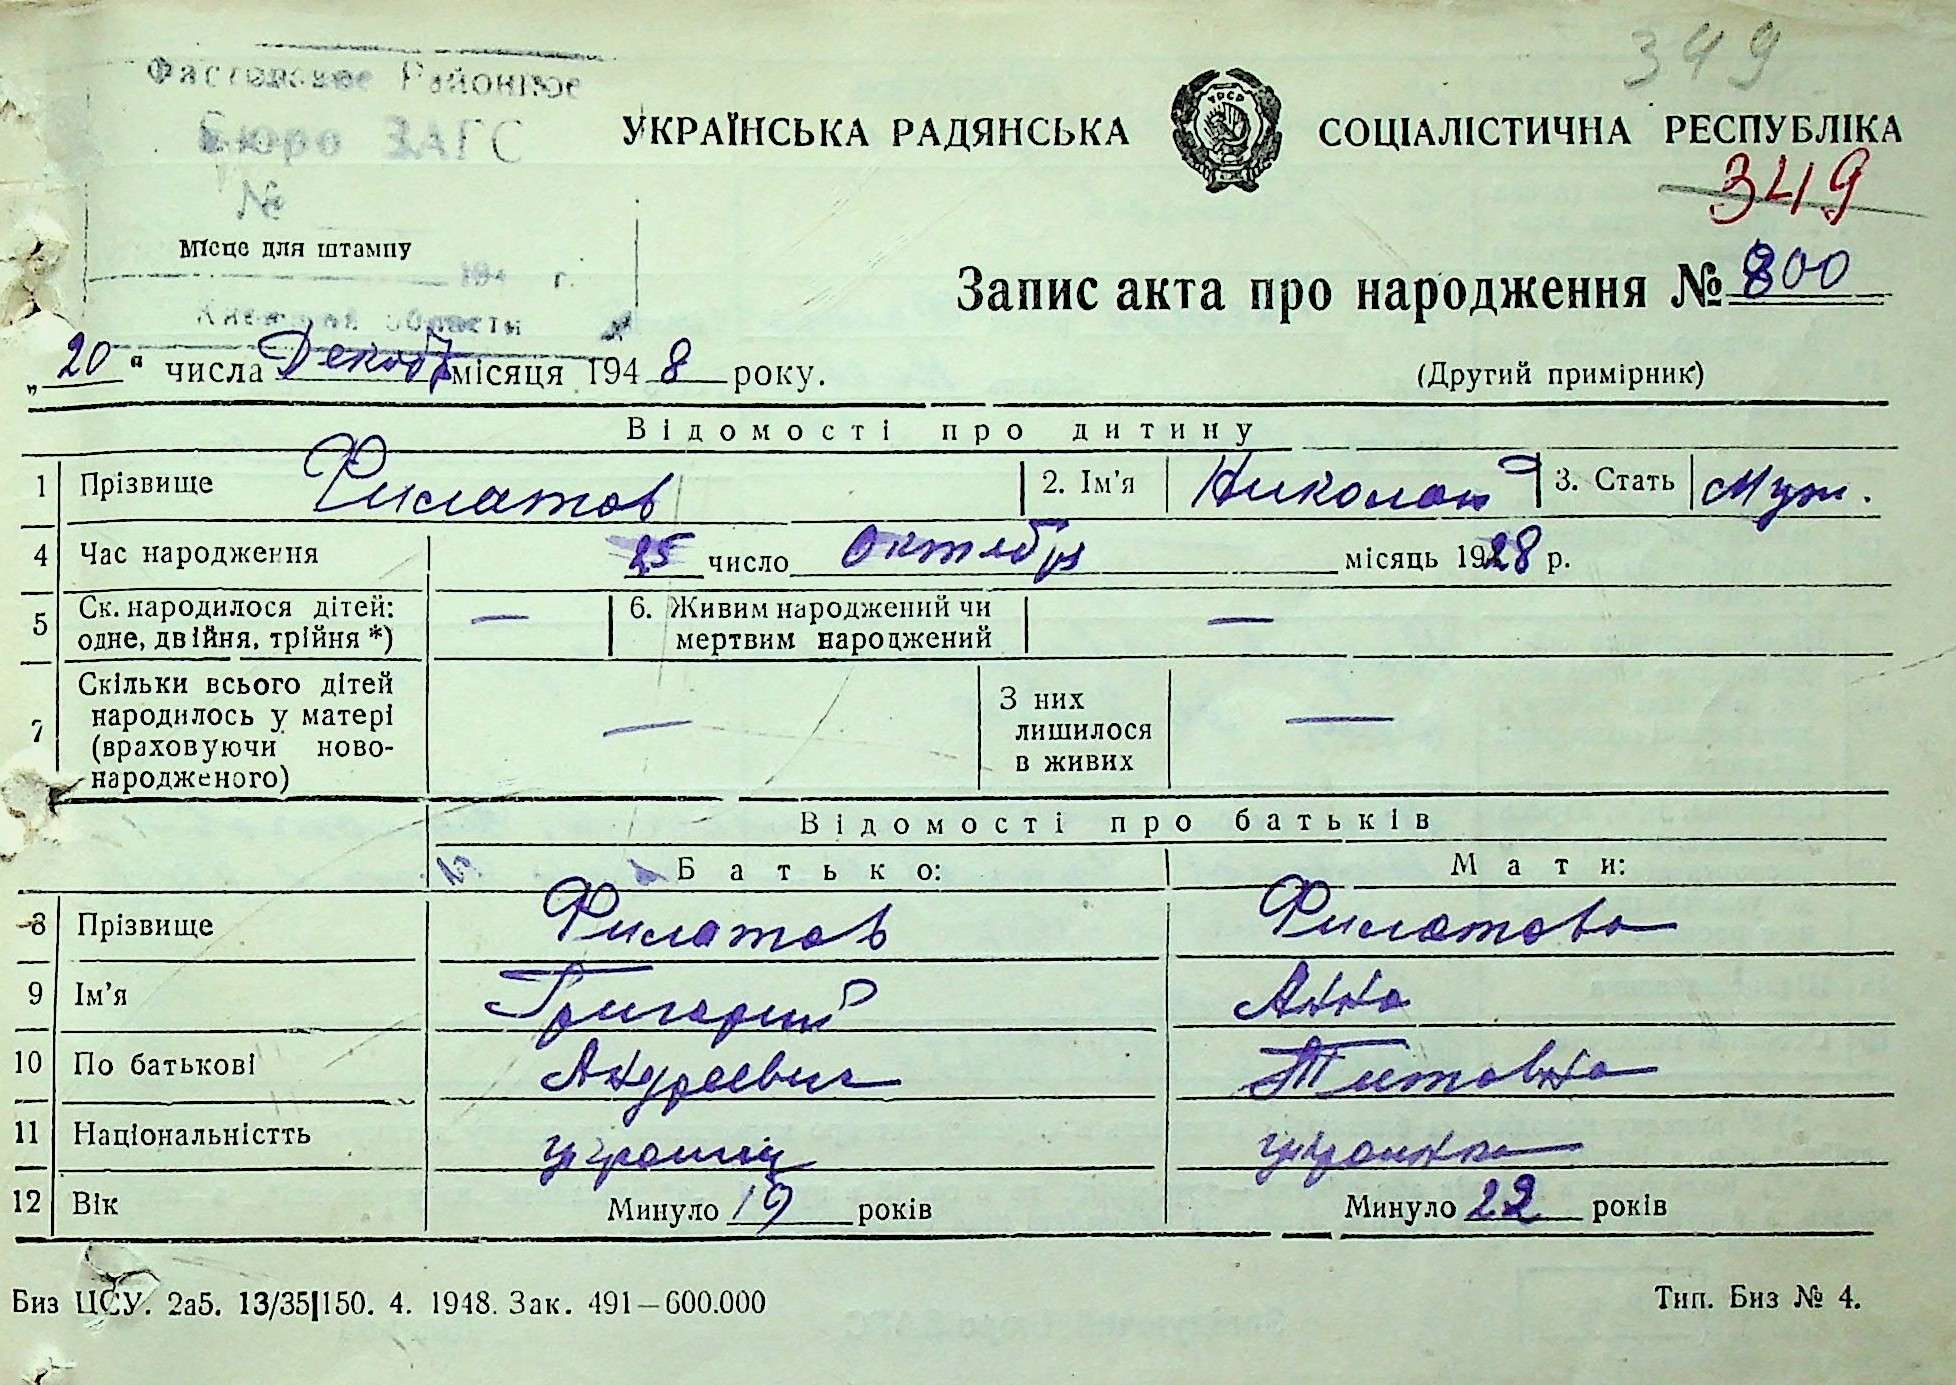 349
Фастовское Районное
Бюро ЗАГС
№
Місце для штампу
194 г.
Киевской области
УКРАЇНСЬКА РАДЯНСЬКА СОЦІАЛІСТИЧНА РЕСПУБЛІКА
349
Запис акта про народження № 800
„20“ числа Декаб місяця 1948 року.
(Другий примірник)
Відомості про дитину
1 Прізвище Филатов 2. Ім'я Николай 3. Стать Муж.
4 Час народження 25 число Октября місяць 1928 р.
5 Ск. народилося дітей: — 6. Живим народжений чи —
одне, двійня, трійня *) мертвим народжений
7 Скільки всього дітей — З них —
народилось у матері лишилося
(враховуючи ново- в живих
народженого)
Відомості про батьків
Батько: Мати:
8 Прізвище Филатов Филатова
9 Ім'я Григорий Анна
10 По батькові Андреевич Титовна
11 Національністть украинец украинка
12 Вік Минуло 19 років Минуло 22 років
Биз ЦСУ. 2а5. 13/35|150. 4. 1948. Зак. 491—600.000 Тип. Биз № 4.